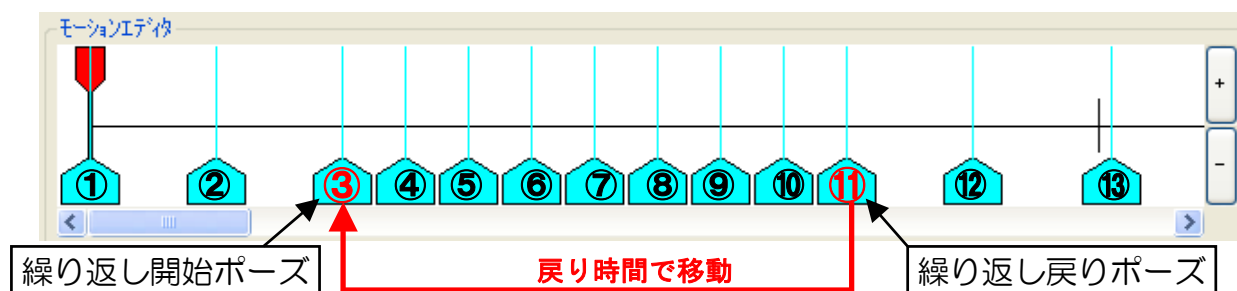 モーションエディタ
+
① ② ③ ④ ⑤ ⑥ ⑦ ⑧ ⑨ ⑩ ⑪ ⑫ ⑬
-
繰り返し開始ポーズ 戻り時間で移動 繰り返し戻りポーズ